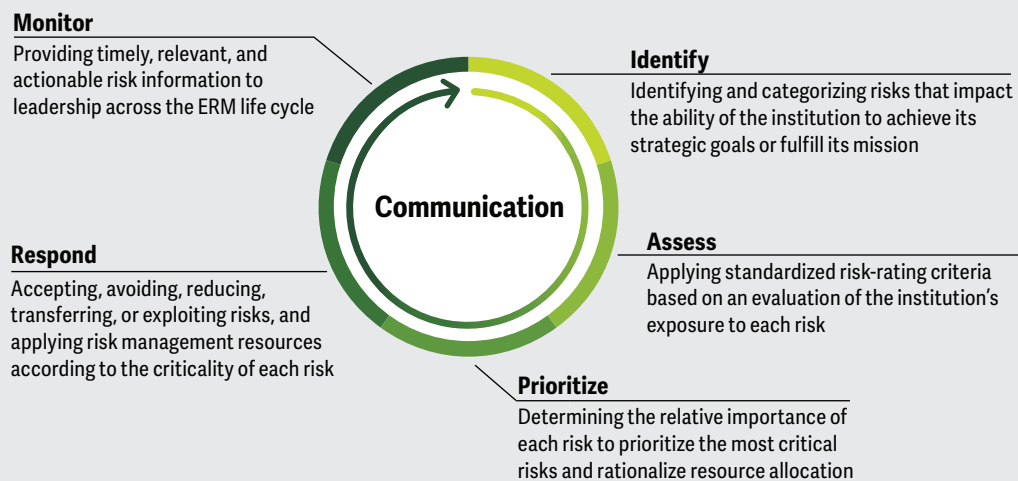 Monitor
Providing timely, relevant, and
actionable risk information to
leadership across the ERM life cycle
Identify
Identifying and categorizing risks that impact
the ability of the institution to achieve its
strategic goals or fulfill its mission
Communication
Respond
Accepting, avoiding, reducing,
transferring, or exploiting risks, and
applying risk management resources
according to the criticality of each risk
Assess
Applying standardized risk-rating criteria
based on an evaluation of the institution’s
exposure to each risk
Prioritize
Determining the relative importance of
each risk to prioritize the most critical
risks and rationalize resource allocation